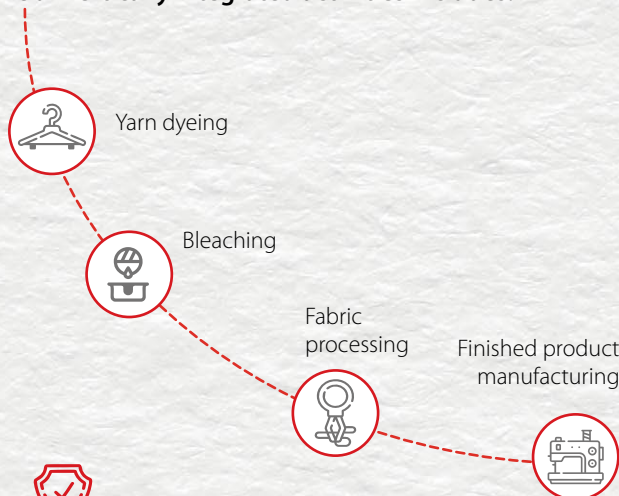 Yarn dyeing
Bleaching
Fabric
processing
Finished product
manufacturing